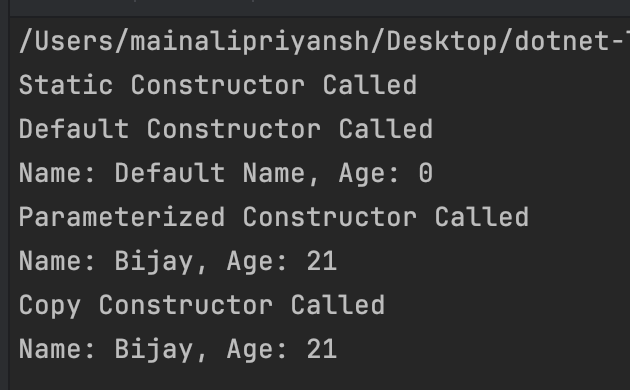 /Users/mainalipriyansh/Desktop/dotnet-
Static Constructor Called
Default Constructor Called
Name: Default Name, Age: 0
Parameterized Constructor Called
Name: Bijay, Age: 21
Copy Constructor Called
Name: Bijay, Age: 21